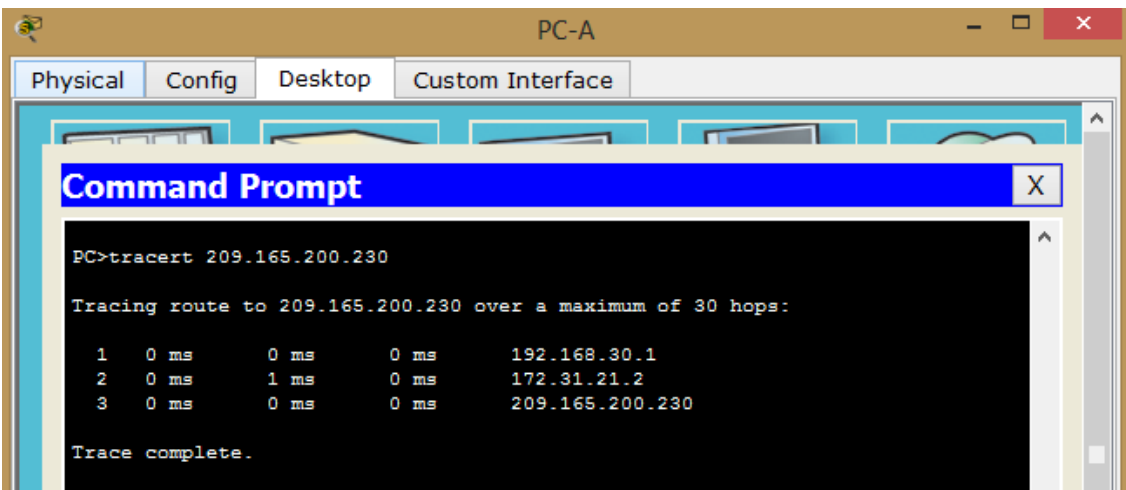 PC-A
Physical Config Desktop Custom Interface
Command Prompt X
PC>tracert 209.165.200.230
Tracing route to 209.165.200.230 over a maximum of 30 hops:
1 0 ms 0 ms 0 ms 192.168.30.1
2 0 ms 1 ms 0 ms 172.31.21.2
3 0 ms 0 ms 0 ms 209.165.200.230
Trace complete.